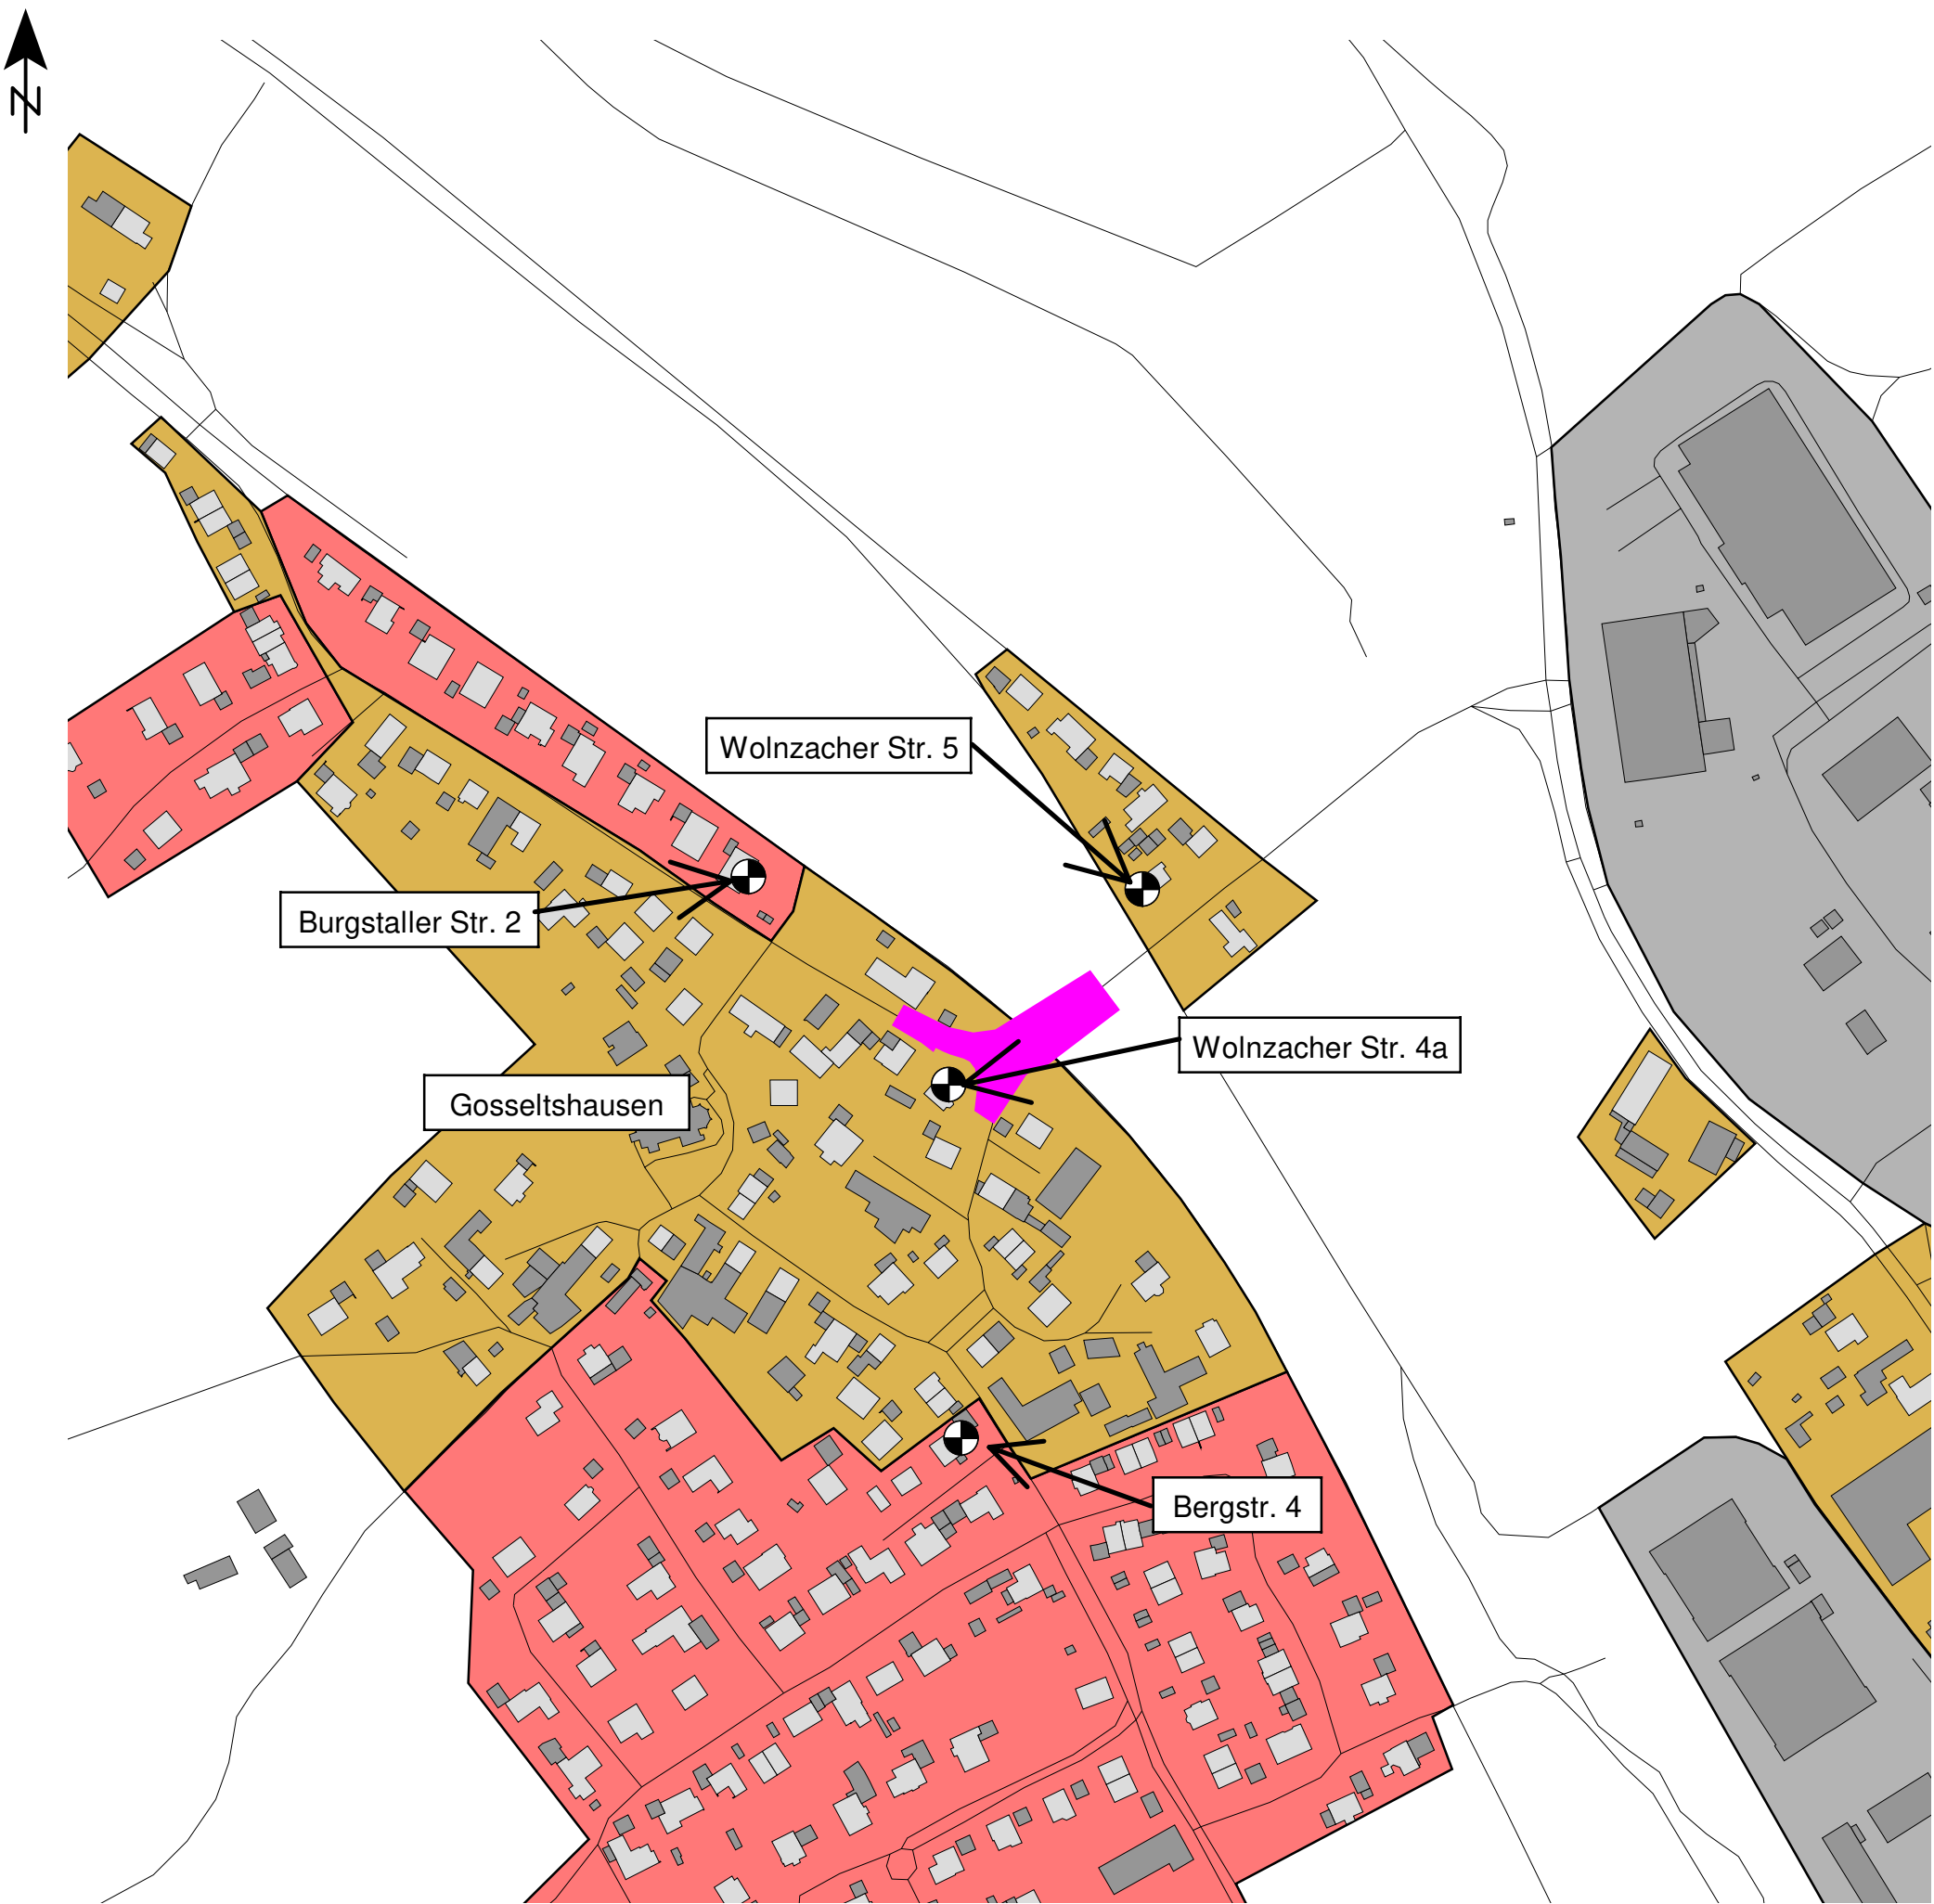 N
Wolnzacher Str. 5
Burgstaller Str. 2
Wolnzacher Str. 4a
Gosseltshausen
Bergstr. 4